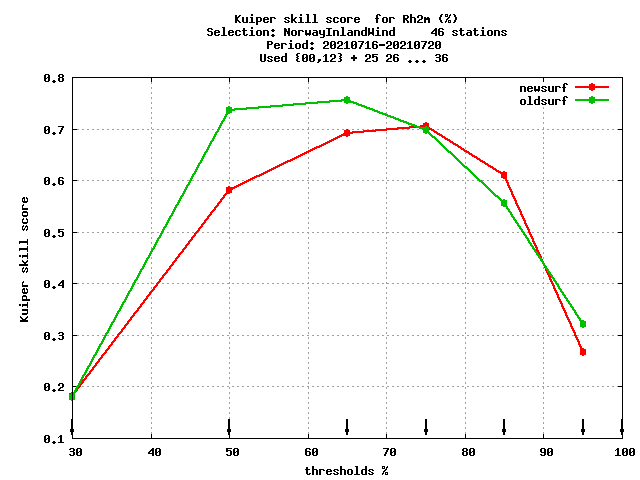 Kuiper skill score  for Rh2m (%)
Selection: NorwayInlandWind     46 stations
Period: 20210716-20210720
Used {00,12} + 25 26 ... 36
newsurf
oldsurf
0.8
0.7
0.6
0.5
0.4
0.3
0.2
0.1
Kuiper skill score
30 40 50 60 70 80 90 100
thresholds %